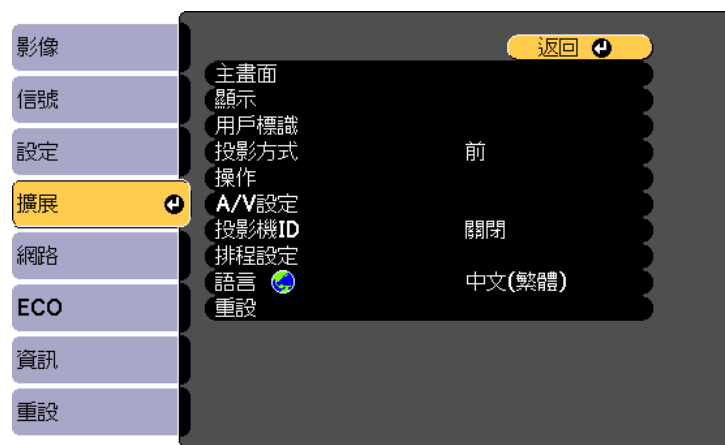 影像
信號
設定
擴展
網路
ECO
資訊
重設
返回
主畫面
顯示
用戶標識
投影方式 前
操作
A/V設定
投影機ID 關閉
排程設定
語言 中文(繁體)
重設